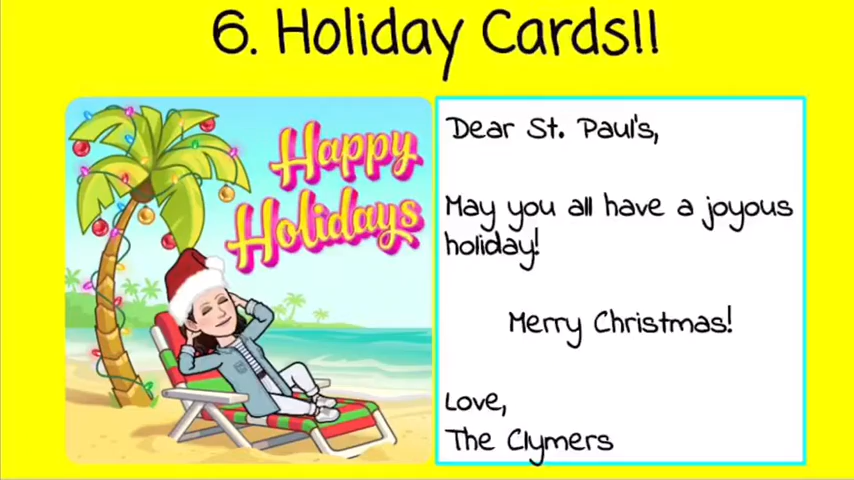 6. Holiday Cards!!
Happy
Holidays
Dear St. Paul's,
May you all have a joyous
holiday!
Merry Christmas!
Love,
The Clymers